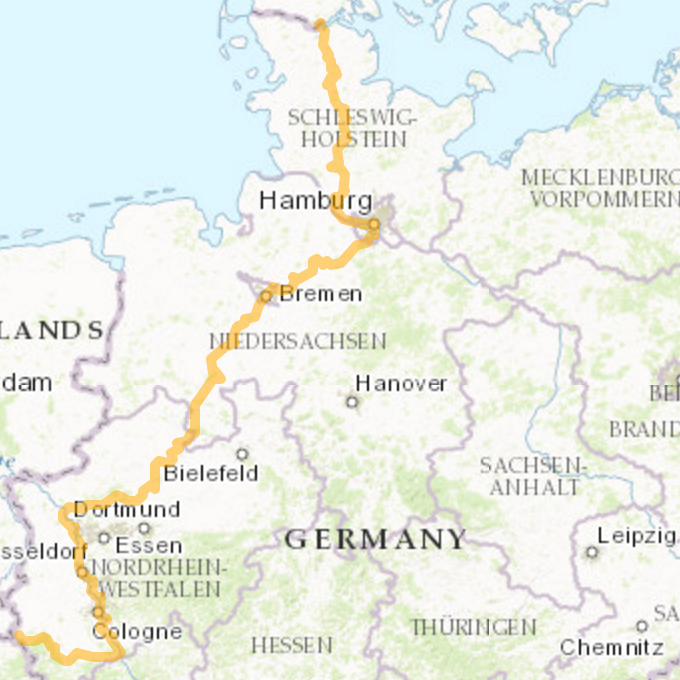 SCHLESWIG-
HOLSTEIN
MECKLENBURG
VORPOMMERN
Hamburg
Bremen
LANDS
NIEDERSACHSEN
dam
Hanover
BE
BRAND
Bielefeld
SACHSEN-
ANHALT
Dortmund
GERMANY
Leipzig
Essen
sseldorf
NORDRHEIN-
WESTFALEN
Cologne
HESSEN
THÜRINGEN
SA
Chemnitz